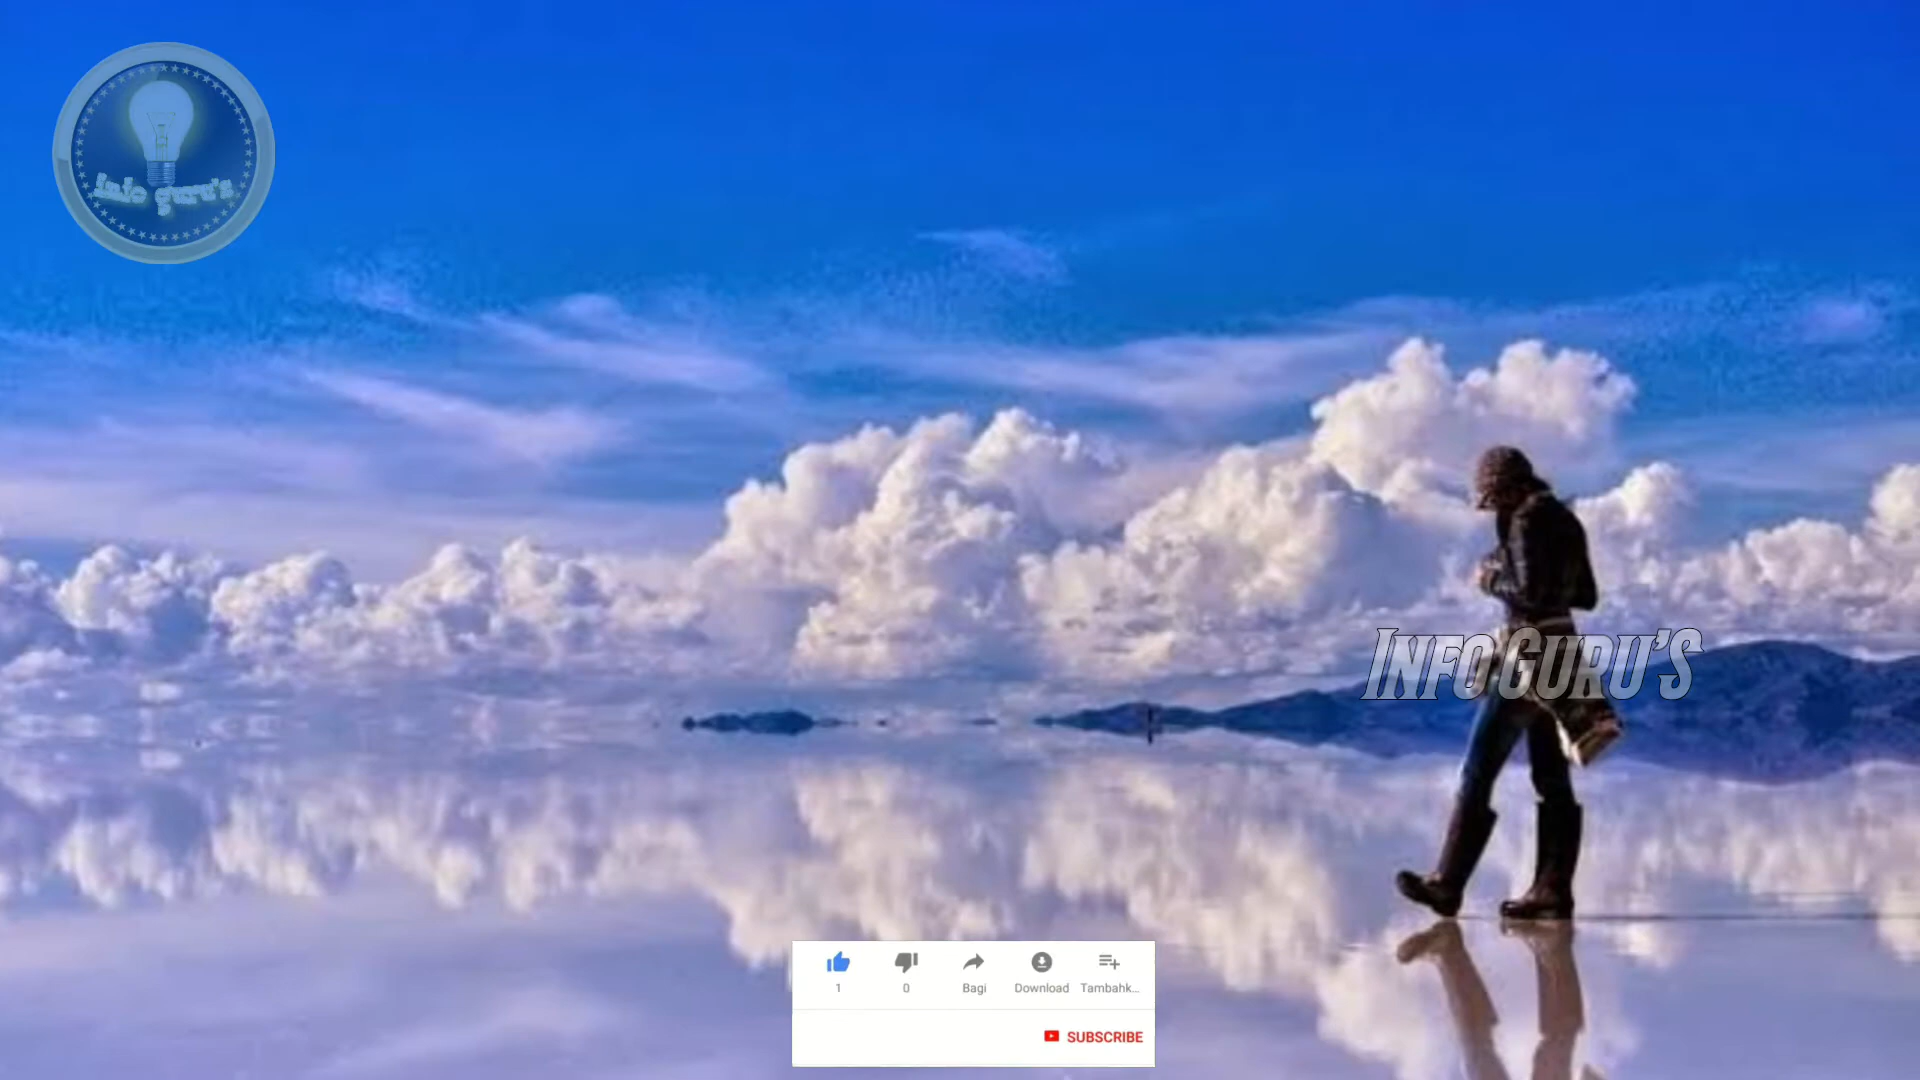 Info guru's
INFOGURU'S
1
0
Bagi
Download
Tambahk...
SUBSCRIBE